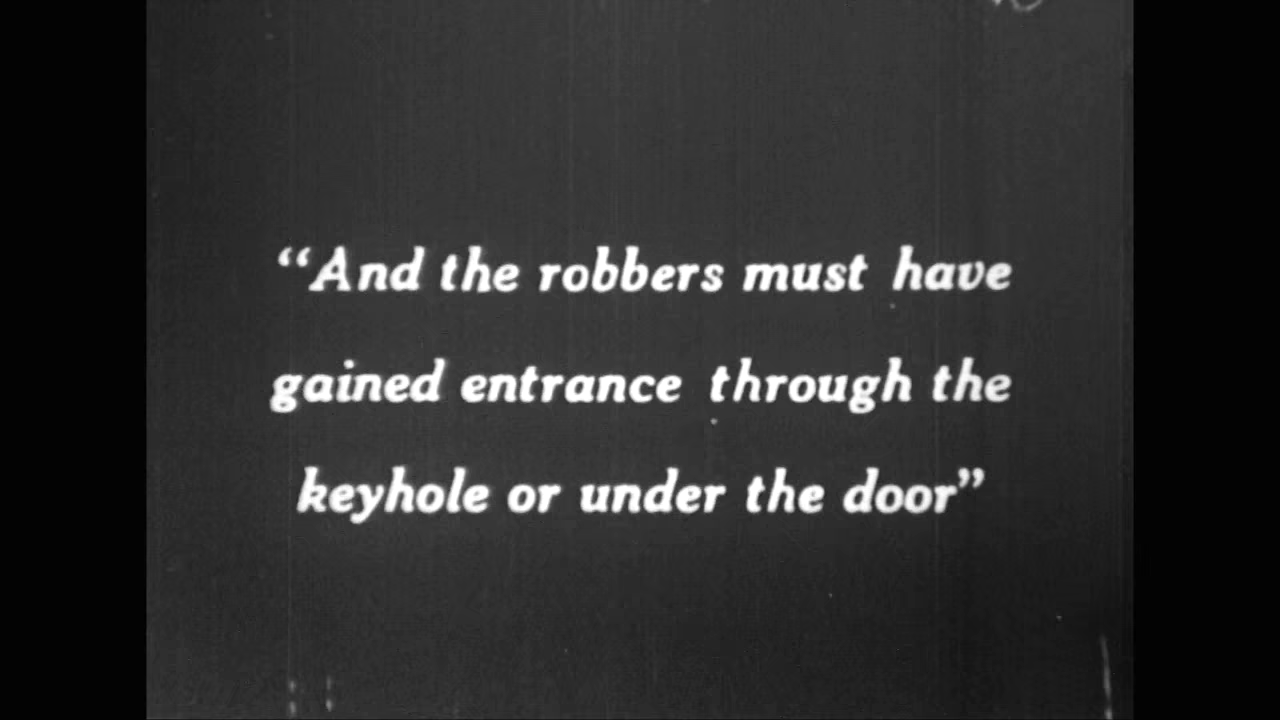 “And the robbers must have
gained entrance through the
keyhole or under the door”